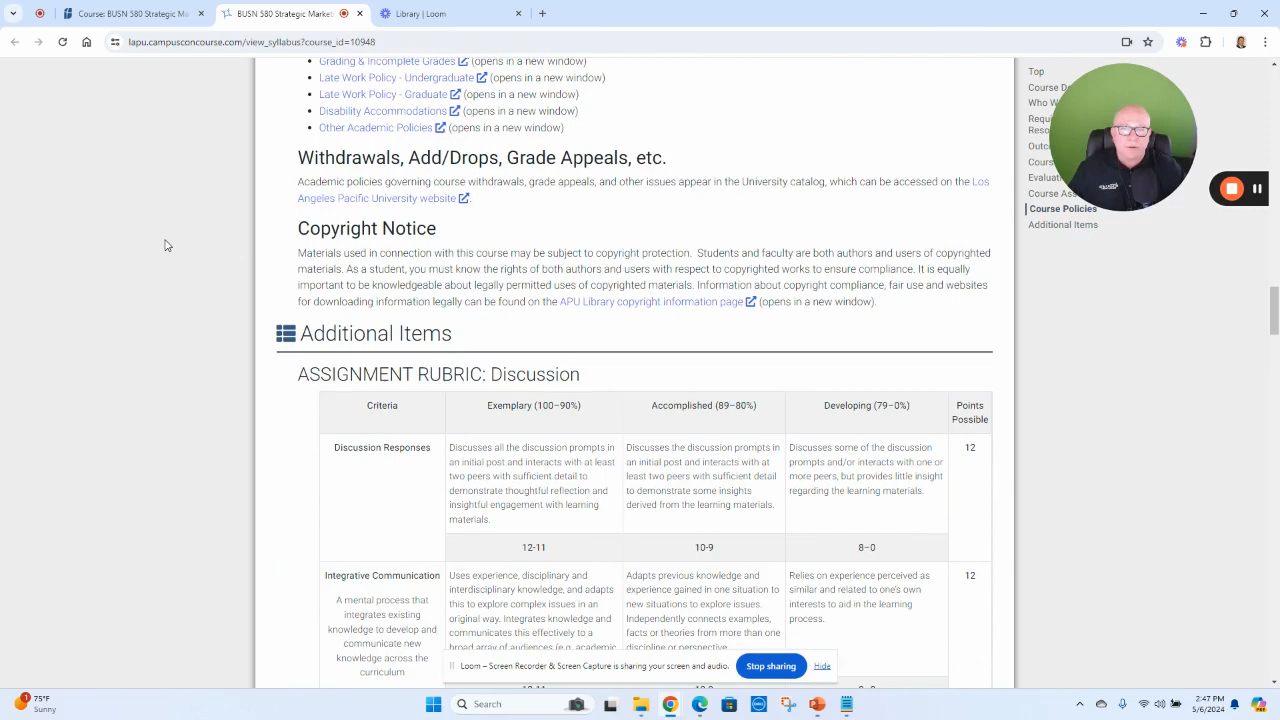 Course: BUSN 580 Strategic Ma
BUSN 580 Strategic Market
Library | Loom
lapu.campusconcourse.com/view_syllabus?course_id=10948
Grading & Incomplete Grades (opens in a new window)
Late Work Policy - Undergraduate (opens in a new window)
Late Work Policy - Graduate (opens in a new window)
Disability Accommodations (opens in a new window)
Other Academic Policies (opens in a new window)
Withdrawals, Add/Drops, Grade Appeals, etc.
Academic policies governing course withdrawals, grade appeals, and other issues appear in the University catalog, which can be accessed on the Los
Angeles Pacific University website.
Copyright Notice
Materials used in connection with this course may be subject to copyright protection. Students and faculty are both authors and users of copyrighted
materials. As a student, you must know the rights of both authors and users with respect to copyrighted works to ensure compliance. It is equally
important to be knowledgeable about legally permitted uses of copyrighted materials. Information about copyright compliance, fair use and websites
for downloading information legally can be found on the APU Library copyright information page (opens in a new window).
Additional Items
ASSIGNMENT RUBRIC: Discussion
Criteria
Exemplary (100–90%)
Accomplished (89–80%)
Developing (79–0%)
Points
Possible
Discussion Responses
Discusses all the discussion prompts in
an initial post and interacts with at least
two peers with sufficient detail to
demonstrate thoughtful reflection and
insightful engagement with learning
materials.
Discusses the discussion prompts in
an initial post and interacts with at
least two peers with sufficient detail
to demonstrate some insights
derived from the learning materials.
Discusses some of the discussion
prompts and/or interacts with one or
more peers, but provides little insight
regarding the learning materials.
12
12-11
10-9
8–0
Integrative Communication
A mental process that
integrates existing
knowledge to develop and
communicate new
knowledge across the
curriculum
Uses experience, disciplinary and
interdisciplinary knowledge, and adapts
this to explore complex issues in an
original way. Integrates knowledge and
communicates this effectively to a
broad array of audiences (e.g. academic
Adapts previous knowledge and
experience gained in one situation to
new situations to explore issues.
Independently connects examples,
facts or theories from more than one
discipline or perspective
Relies on experience perceived as
similar and related to one's own
interests to aid in the learning
process.
12
Top
Course De
Who W
Requ
Reso
Outco
Cours
Evaluat
Course Ass
Course Policies
Additional Items
Loom – Screen Recorder & Screen Capture is sharing your screen and audio.
Stop sharing
Hide
1
75°F
Sunny
Search
2:47 PM
5/6/2024